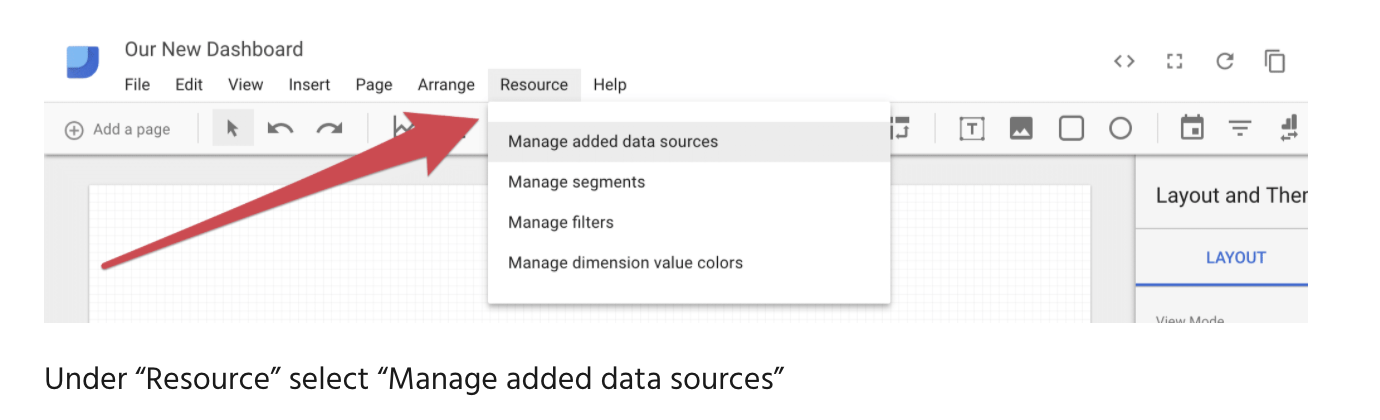 Our New Dashboard
File Edit View Insert Page Arrange Resource Help
Add a page
Manage added data sources
Manage segments
Manage filters
Manage dimension value colors
Layout and Ther
LAYOUT
View Mode
Under “Resource” select “Manage added data sources”